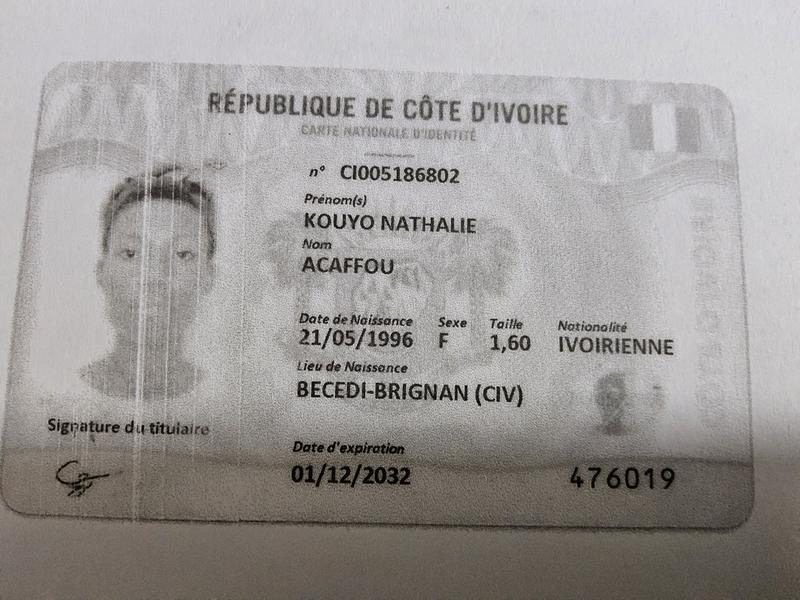 RÉPUBLIQUE DE CÔTE D'IVOIRE
CARTE NATIONALE D'IDENTITÉ
n° CI005186802
Prénom(s)
KOUYO NATHALIE
Nom
ACAFFOU
Date de Naissance Sexe Taille Nationalité
21/05/1996 F 1,60 IVOIRIENNE
Lieu de Naissance
BECEDI-BRIGNAN (CIV)
Signature du titulaire
Date d'expiration
01/12/2032 476019